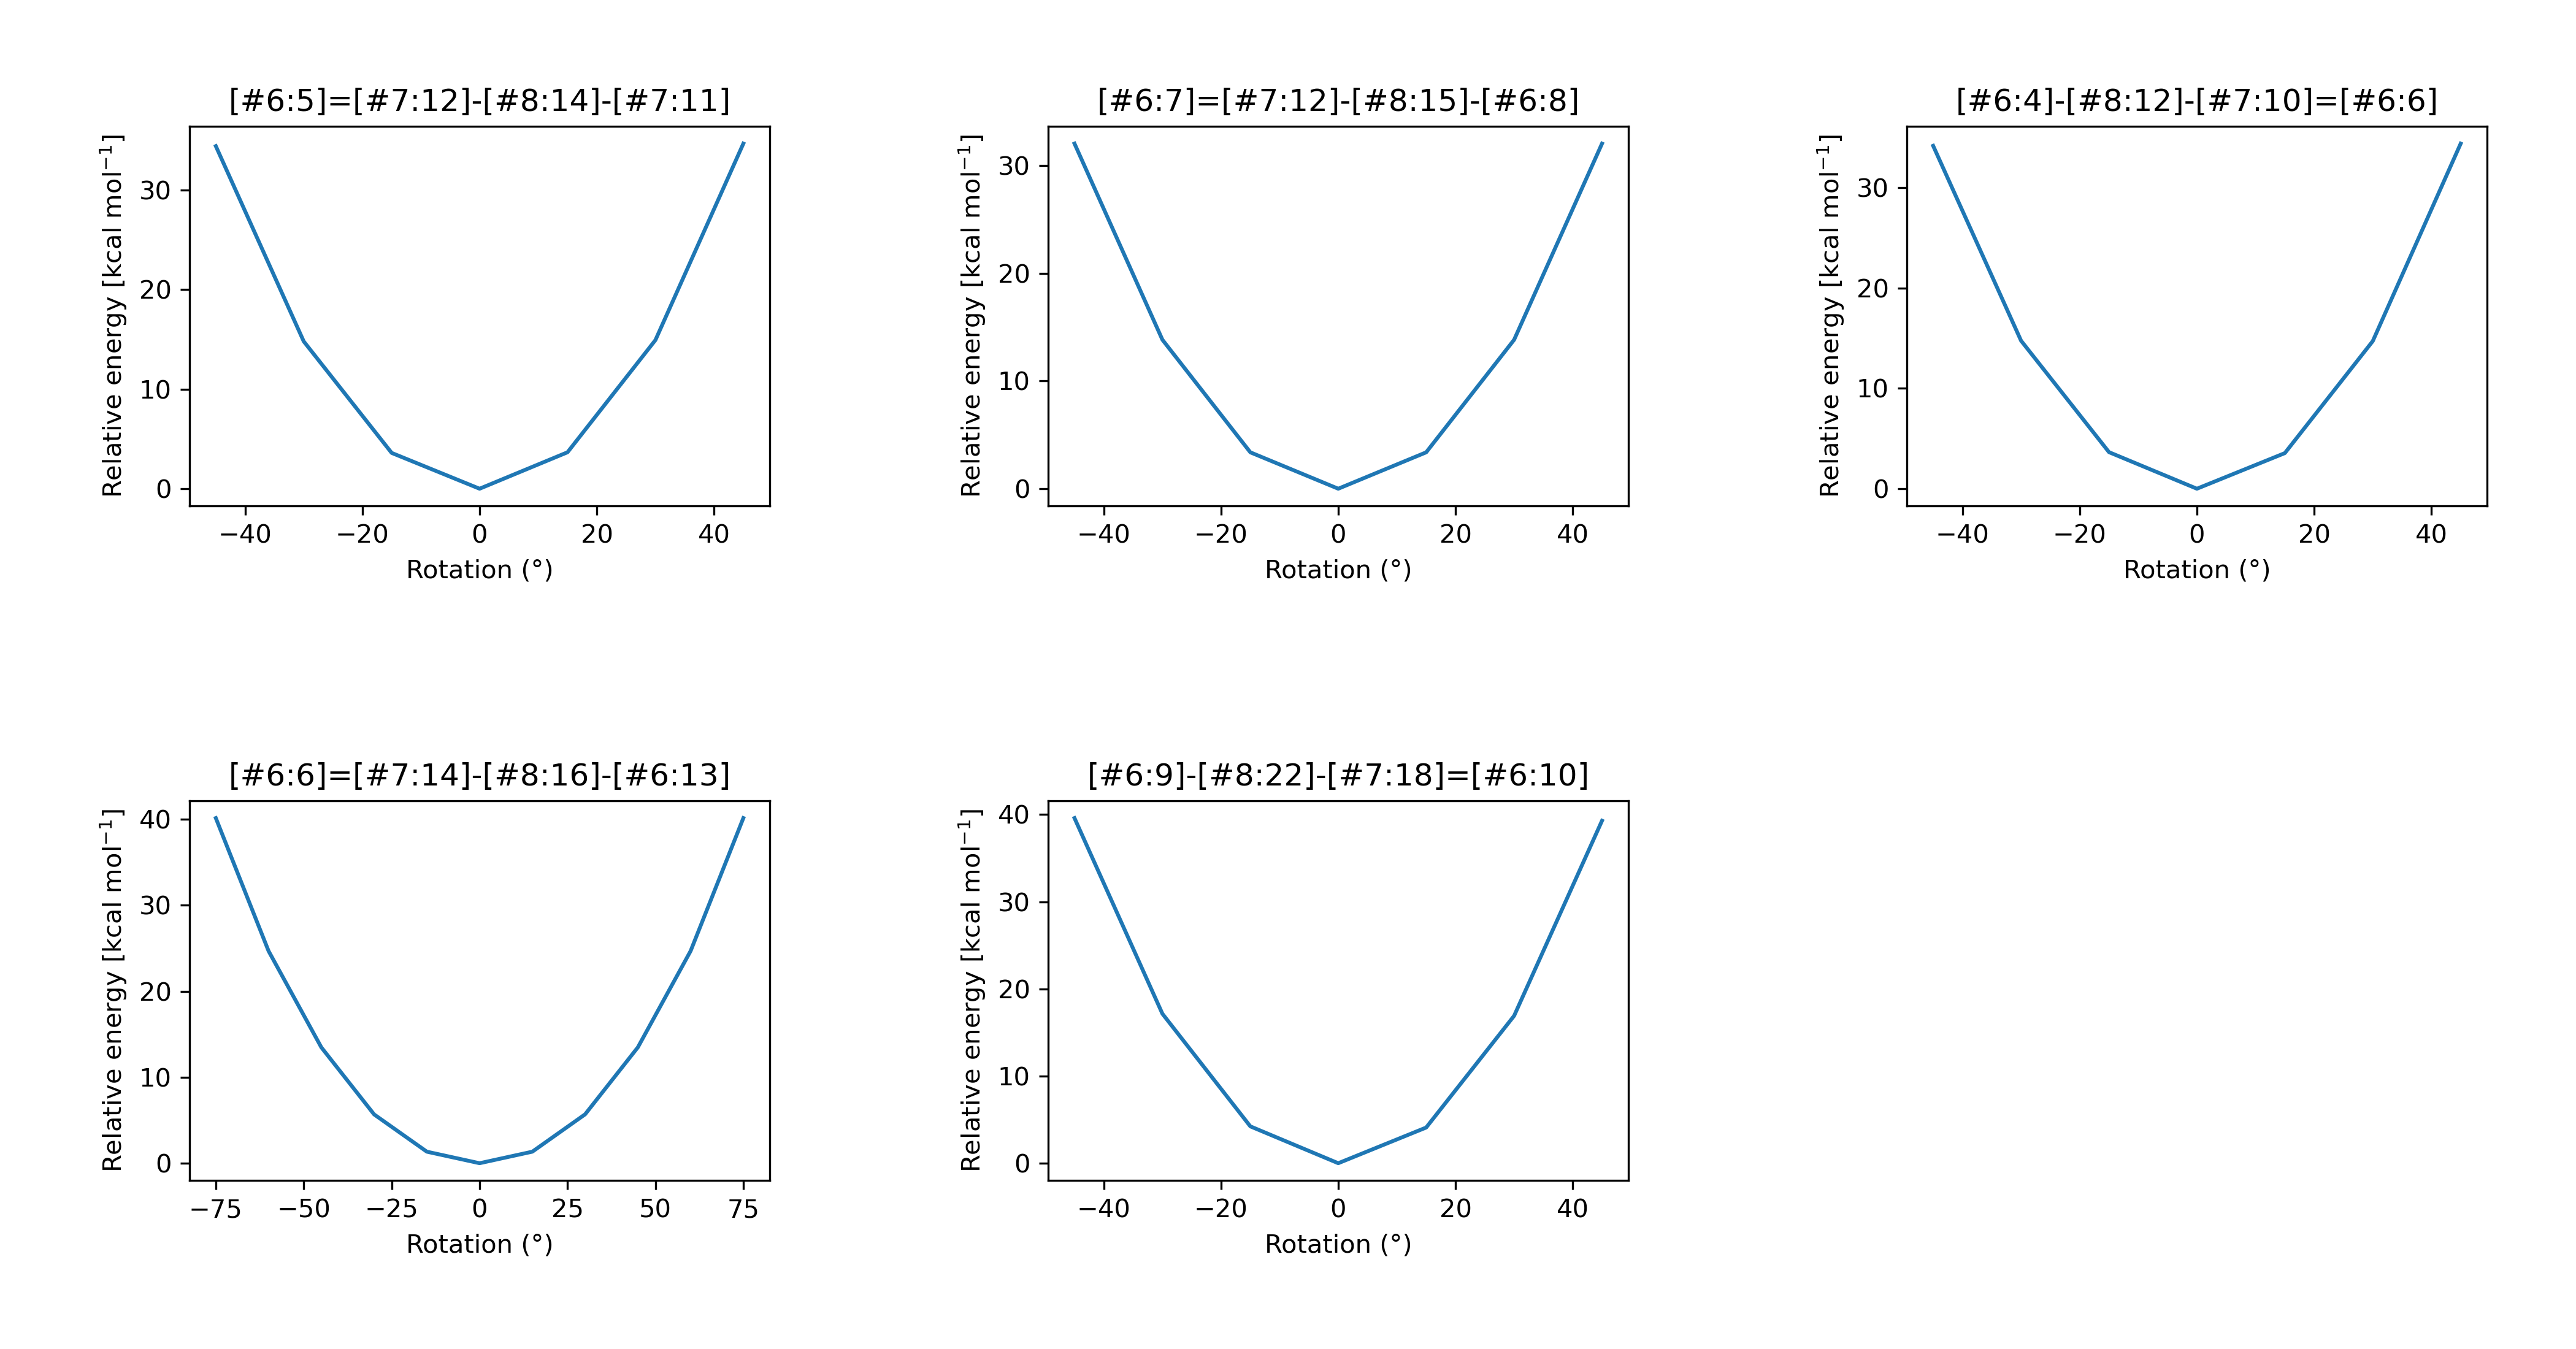 [#6:5]=[#7:12]-[#8:14]-[#7:11]
Relative energy [kcal mol⁻¹]
30
20
10
0
−40 −20 0 20 40
Rotation (°)
[#6:7]=[#7:12]-[#8:15]-[#6:8]
Relative energy [kcal mol⁻¹]
30
20
10
0
−40 −20 0 20 40
Rotation (°)
[#6:4]-[#8:12]-[#7:10]=[#6:6]
Relative energy [kcal mol⁻¹]
30
20
10
0
−40 −20 0 20 40
Rotation (°)
[#6:6]=[#7:14]-[#8:16]-[#6:13]
Relative energy [kcal mol⁻¹]
40
30
20
10
0
−75 −50 −25 0 25 50 75
Rotation (°)
[#6:9]-[#8:22]-[#7:18]=[#6:10]
Relative energy [kcal mol⁻¹]
40
30
20
10
0
−40 −20 0 20 40
Rotation (°)